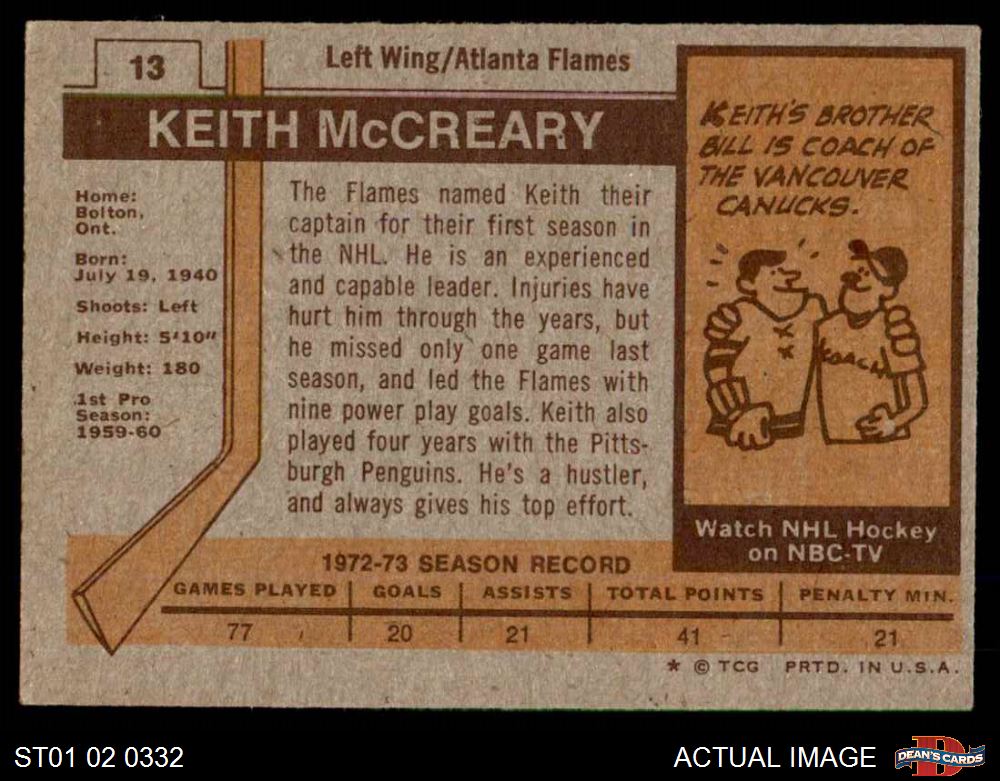 13
Left Wing/Atlanta Flames
KEITH McCREARY
Home:
Bolton,
Ont.
Born:
July 19, 1940
Shoots: Left
Height: 5'10"
Weight: 180
1st Pro
Season:
1959-60
The Flames named Keith their
captain for their first season in
the NHL. He is an experienced
and capable leader. Injuries have
hurt him through the years, but
he missed only one game last
season, and led the Flames with
nine power play goals. Keith also
played four years with the Pitts-
burgh Penguins. He's a hustler,
and always gives his top effort.
KEITH'S BROTHER
BILL IS COACH OF
THE VANCOUVER
CANUCKS.
COACH
Watch NHL Hockey
on NBC-TV
1972-73 SEASON RECORD
GAMES PLAYED GOALS ASSISTS TOTAL POINTS PENALTY MIN.
77 20 21 41 21
* © TCG PRTD. IN U.S.A.
ST01 02 0332
ACTUAL IMAGE
D
DEAN'S CARDS